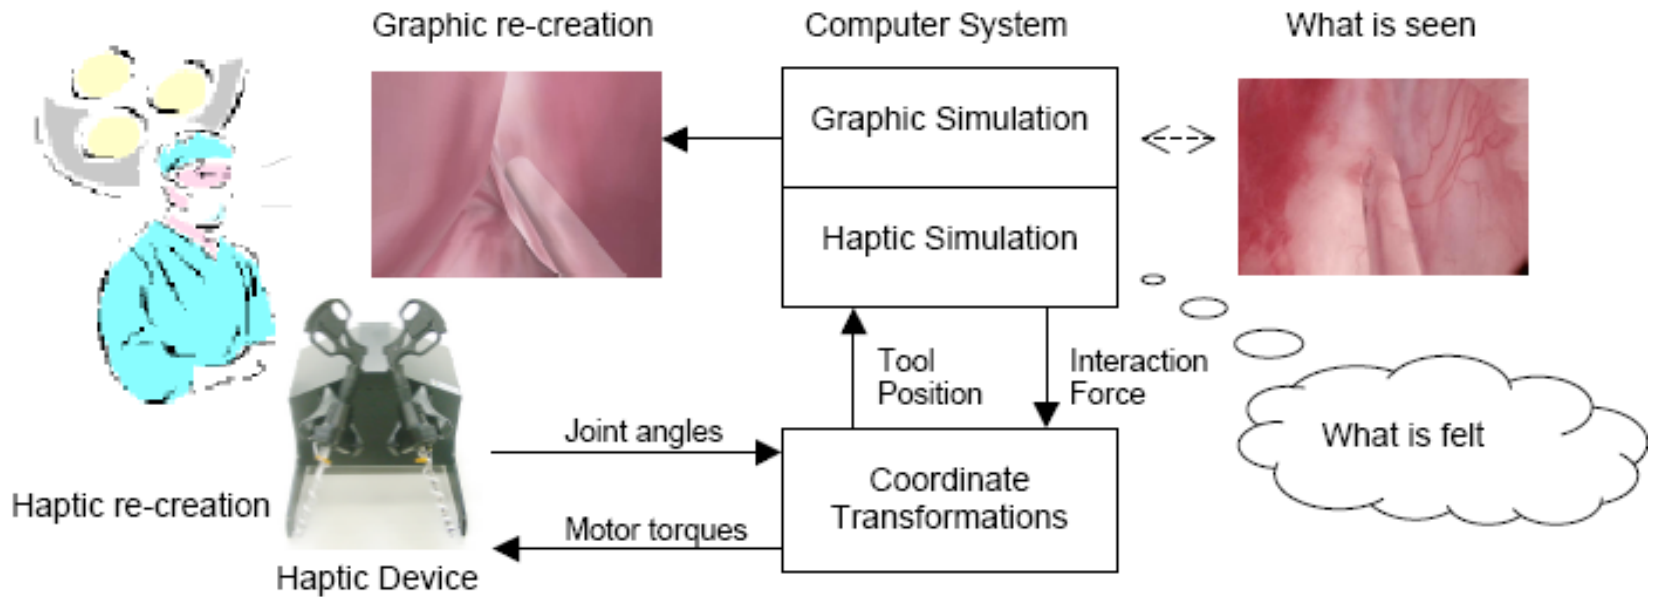 Graphic re-creation
Computer System
What is seen
Graphic Simulation
Haptic Simulation
Tool
Position
Interaction
Force
What is felt
Joint angles
Coordinate
Transformations
Haptic re-creation
Motor torques
Haptic Device